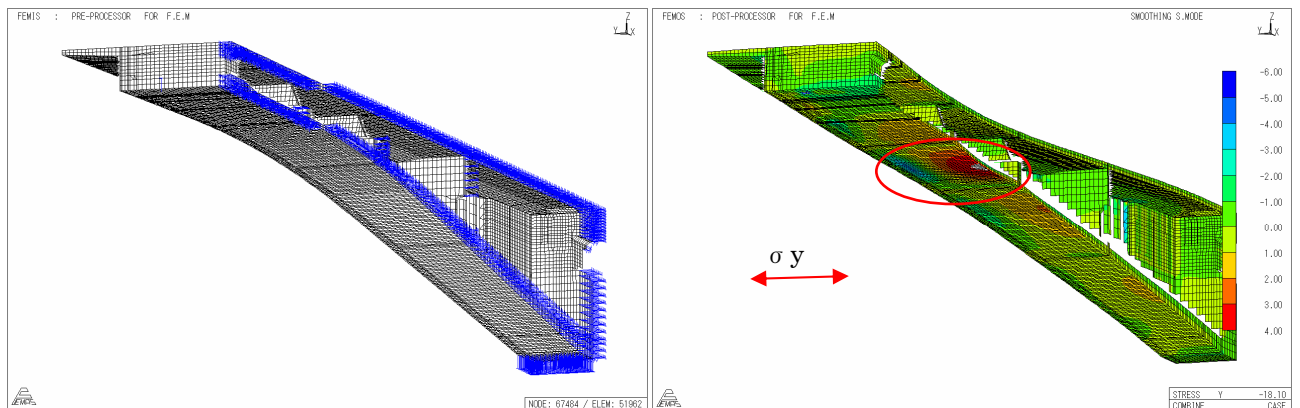 FEMIS : PRE-PROCESSOR FOR F.E.M
Z
Y X
NODE: 67484 / ELEM: 51962
FEMOS : POST-PROCESSOR FOR F.E.M
SMOOTHING S.MODE
Z
Y X
-6.00
-5.00
-4.00
-3.00
-2.00
-1.00
0.00
1.00
2.00
3.00
4.00
σ y
STRESS Y -18.10
COMBINE CASE